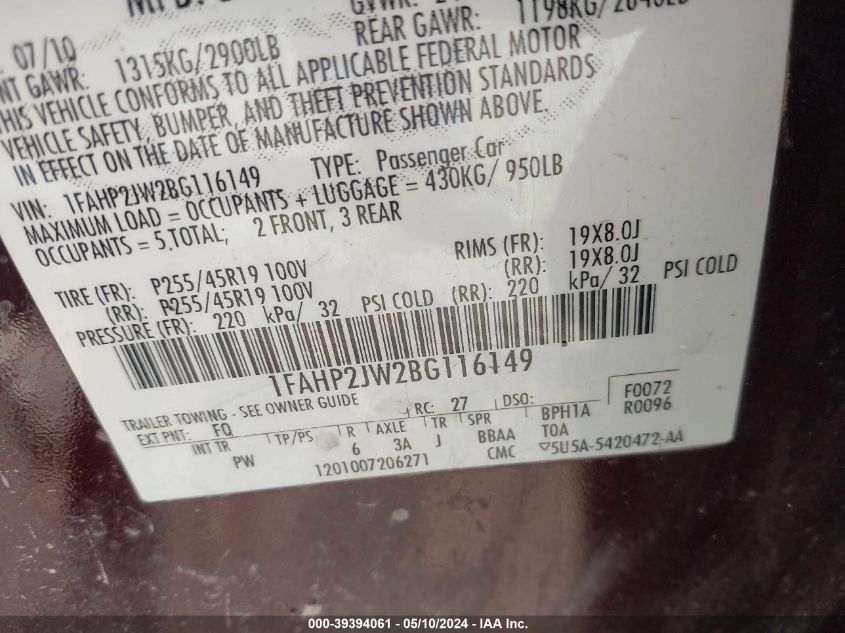 07/10
REAR GAWR:
NT GAWR: 1315KG/2900LB
THIS VEHICLE CONFORMS TO ALL APPLICABLE FEDERAL MOTOR
VEHICLE SAFETY, BUMPER, AND THEFT PREVENTION STANDARDS
IN EFFECT ON THE DATE OF MANUFACTURE SHOWN ABOVE.
VIN: 1FAHP2JW2BG116149 TYPE: Passenger Car
MAXIMUM LOAD = OCCUPANTS + LUGGAGE = 430KG/ 950LB
OCCUPANTS = 5 TOTAL, 2 FRONT, 3 REAR
TIRE (FR): P255/45R19 100V RIMS (FR): 19X8.0J
(RR): P255/45R19 100V (RR): 19X8.0J
PRESSURE (FR): 220 kPa/ 32 PSI COLD (RR): 220 kPa/ 32 PSI COLD
1FAHP2JW2BG116149
TRAILER TOWING - SEE OWNER GUIDE RC: 27 DSO: F0072
EXT PNT: FQ INT TR TP/PS R AXLE TR SPR BPH1A R0096
PW 6 3A J BBAA T0A
1201007206271 CMC ▽5U5A-5420472-AA
000-39394061 - 05/10/2024 - IAA Inc.